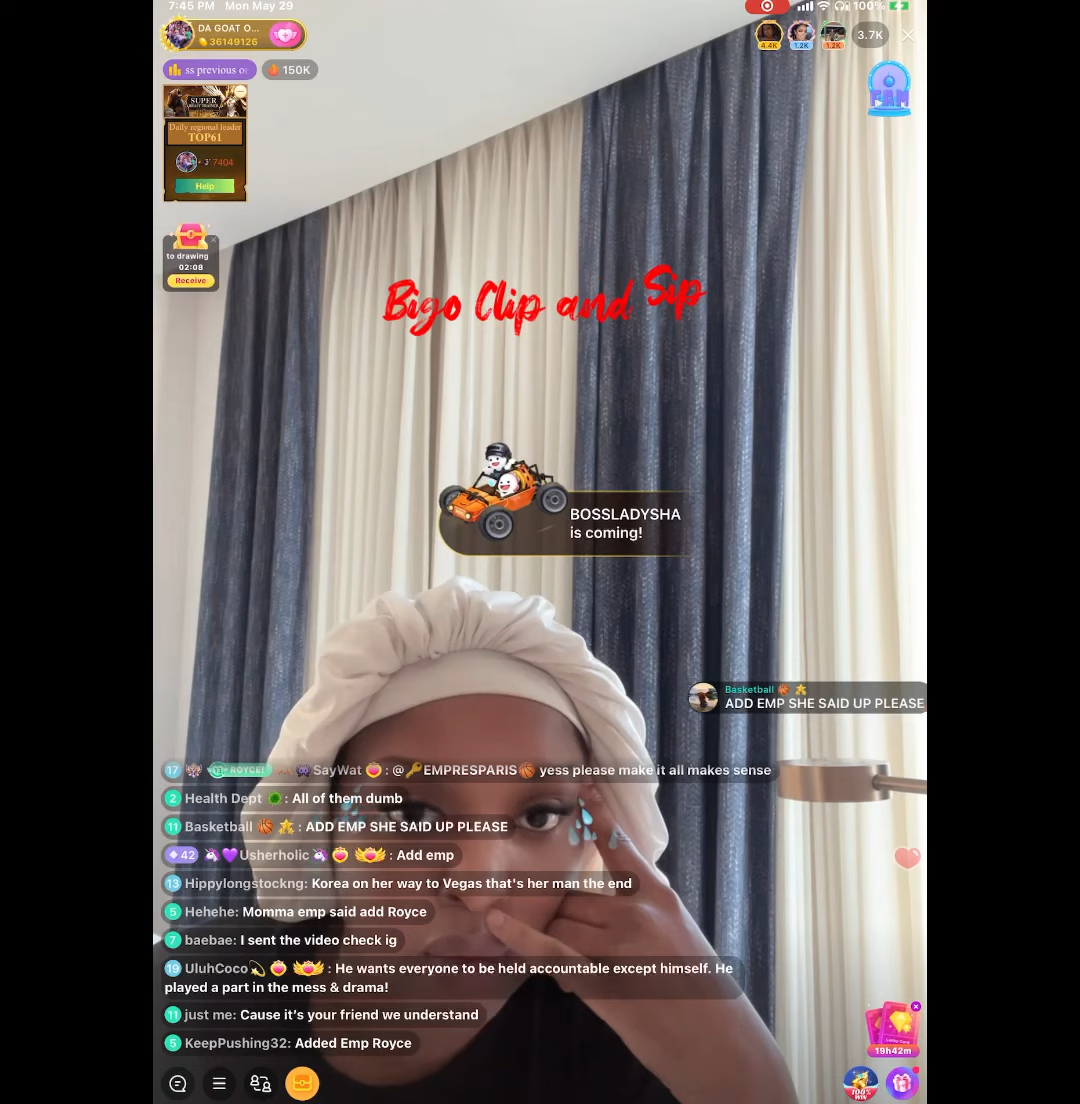 7:45 PM Mon May 29
100%
DA GOAT O...
36149126
4.4K
1.2K
1.2K
3.7K
ss previous o
150K
FAM
SUPER
Daily regional leader
TOP61
7404
Help
to drawing
02:08
Receive
Bigo Clip and Sip
BOSSLADYSHA
is coming!
Basketball
ADD EMP SHE SAID UP PLEASE
17 ROYCE! SayWat : @ EMPRESPARIS yess please make it all makes sense
2 Health Dept : All of them dumb
11 Basketball : ADD EMP SHE SAID UP PLEASE
42 Usherholic : Add emp
13 Hippylongstockng: Korea on her way to Vegas that's her man the end
5 Hehehe: Momma emp said add Royce
7 baebae: I sent the video check ig
19 UluhCoco : He wants everyone to be held accountable except himself. He
played a part in the mess & drama!
11 just me: Cause it's your friend we understand
5 KeepPushing32: Added Emp Royce
19h42m
100%
WIN